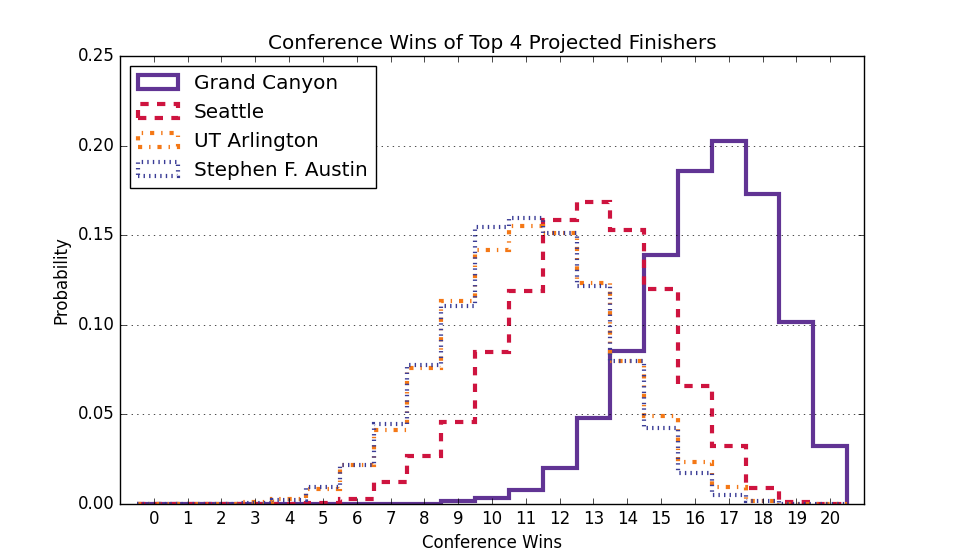 Conference Wins of Top 4 Projected Finishers
0.25
0.20
0.15
0.10
0.05
0.00
Probability
Grand Canyon
Seattle
UT Arlington
Stephen F. Austin
0 1 2 3 4 5 6 7 8 9 10 11 12 13 14 15 16 17 18 19 20
Conference Wins